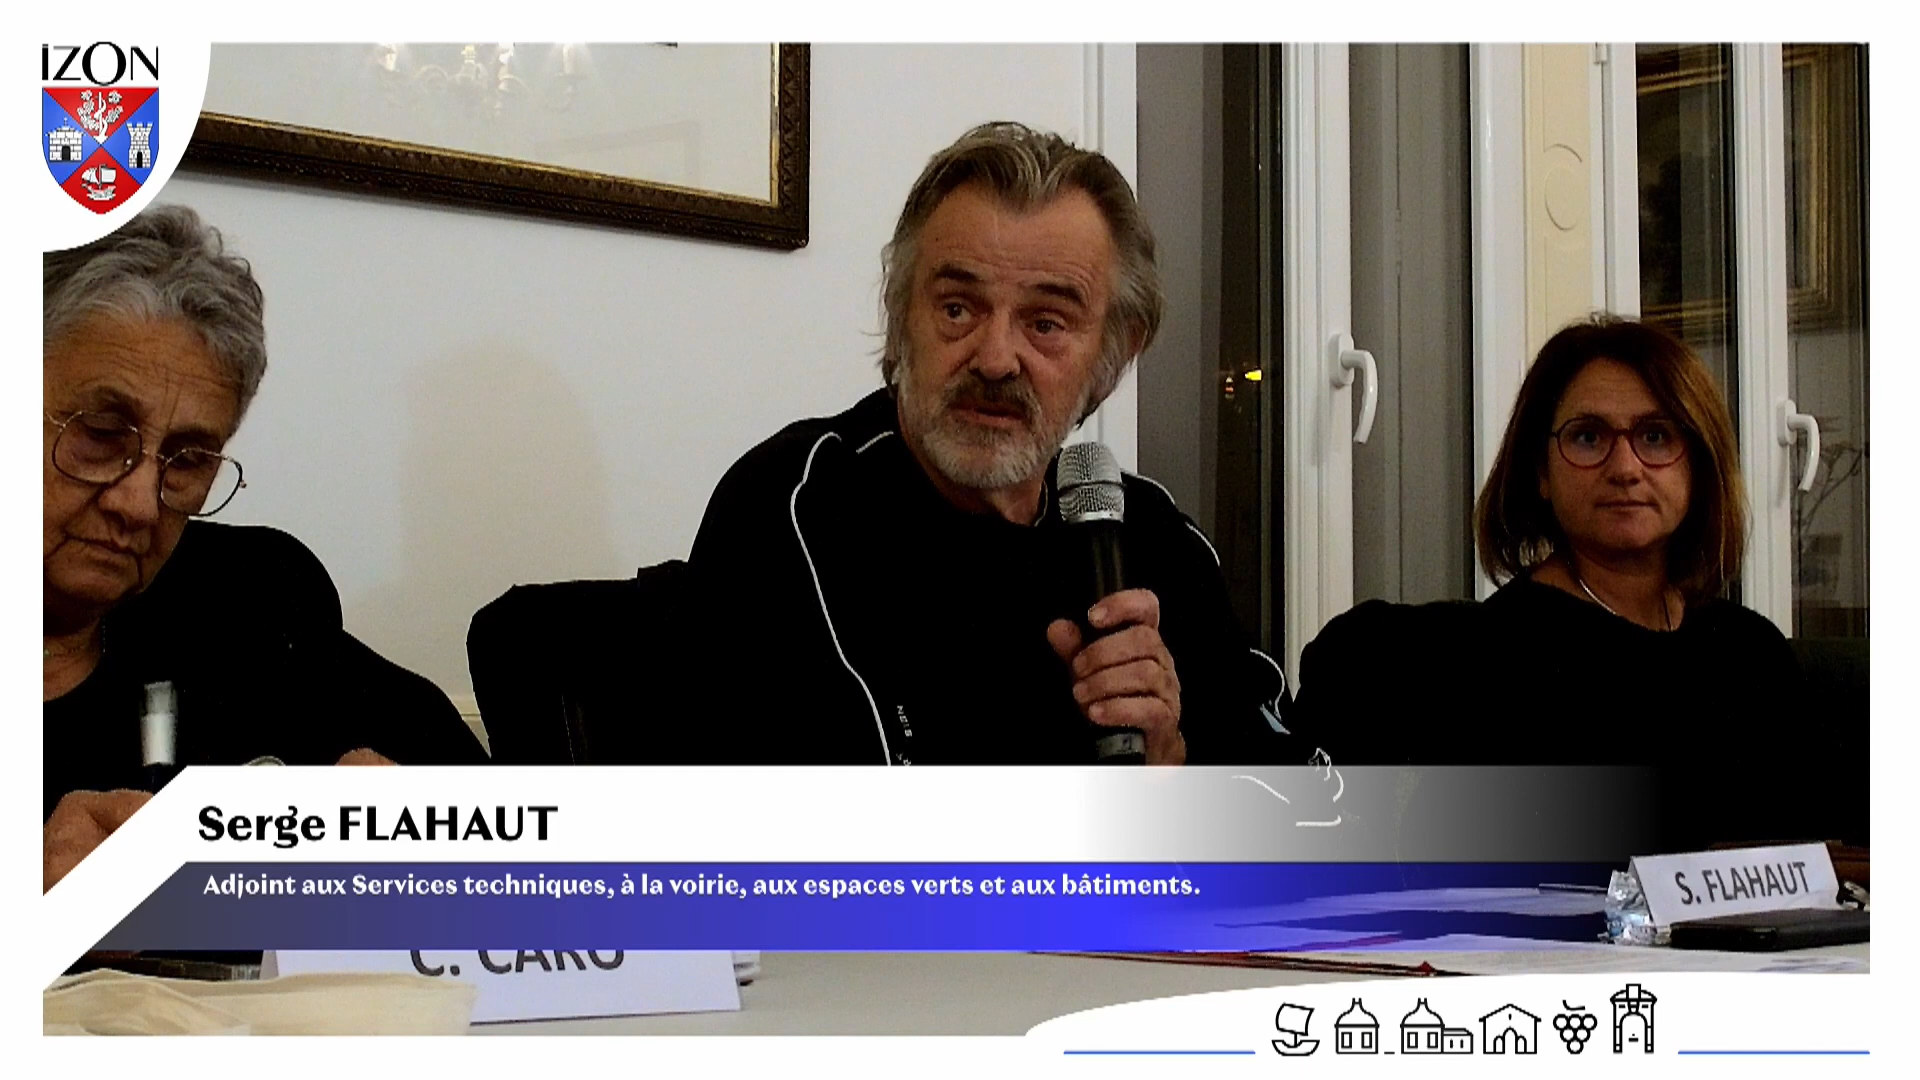 IZON
Serge FLAHAUT
Adjoint aux Services techniques, à la voirie, aux espaces verts et aux bâtiments.
S. FLAHAUT
C. CARO